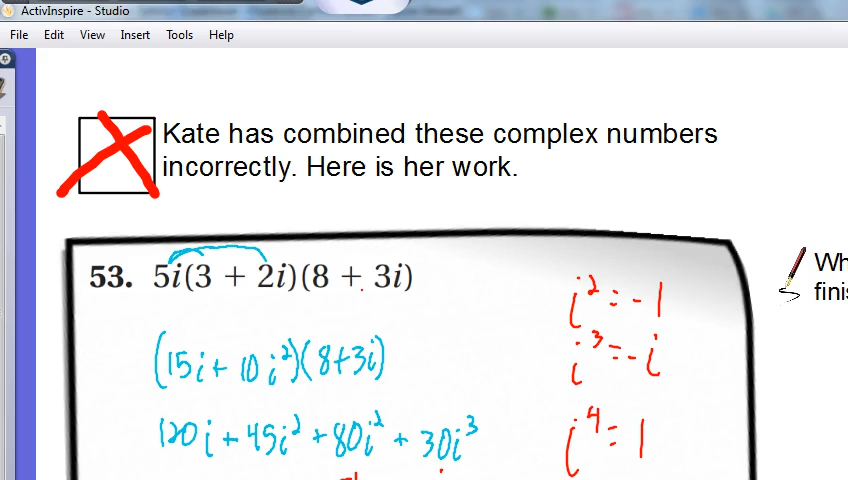 ActivInspire - Studio
File Edit View Insert Tools Help
Kate has combined these complex numbers
incorrectly. Here is her work.
53. 5i(3 + 2i)(8 + 3i)
(15i + 10i²)(8+3i)
120i + 45i² + 80i² + 30i³
i² = -1
i³ = -i
i⁴ = 1
Wh
finis